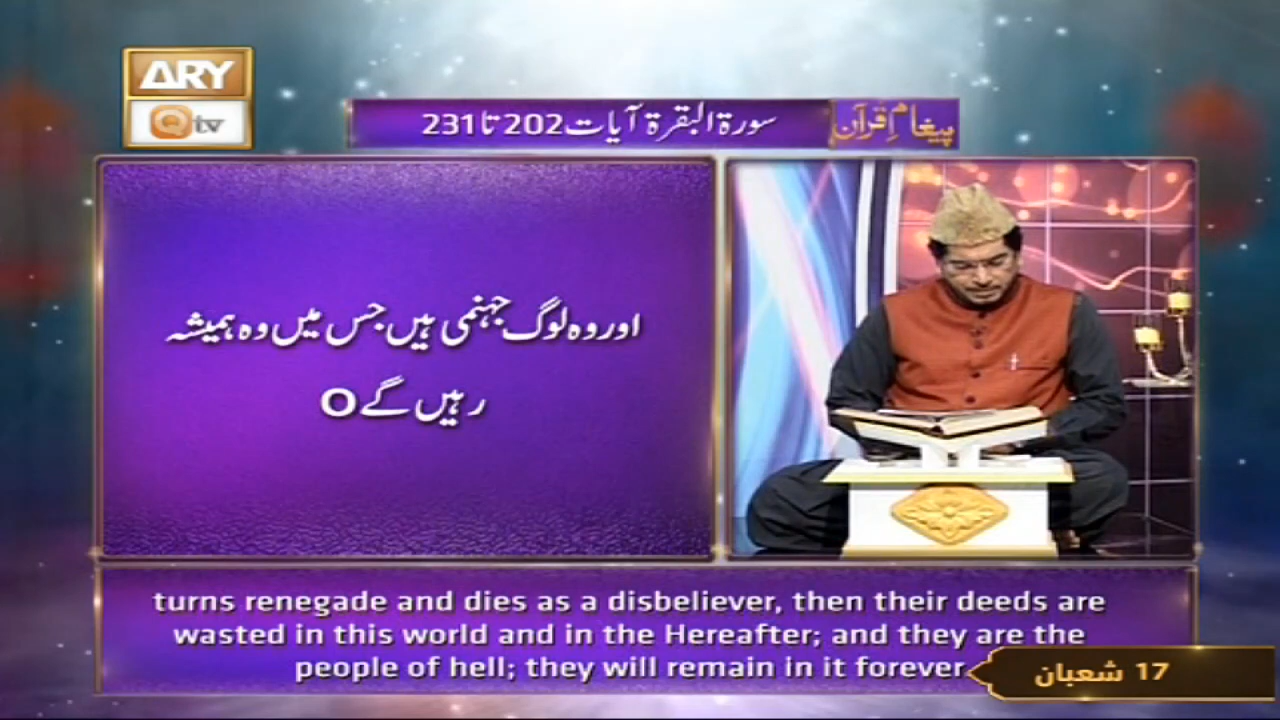 ARY
Qtv
پیغام قرآن
سورۃ البقرۃ آیات 202 تا 231
اور وہ لوگ جہنمی ہیں جس میں وہ ہمیشہ
رہیں گے O
turns renegade and dies as a disbeliever, then their deeds are
wasted in this world and in the Hereafter; and they are the
people of hell; they will remain in it forever
17 شعبان